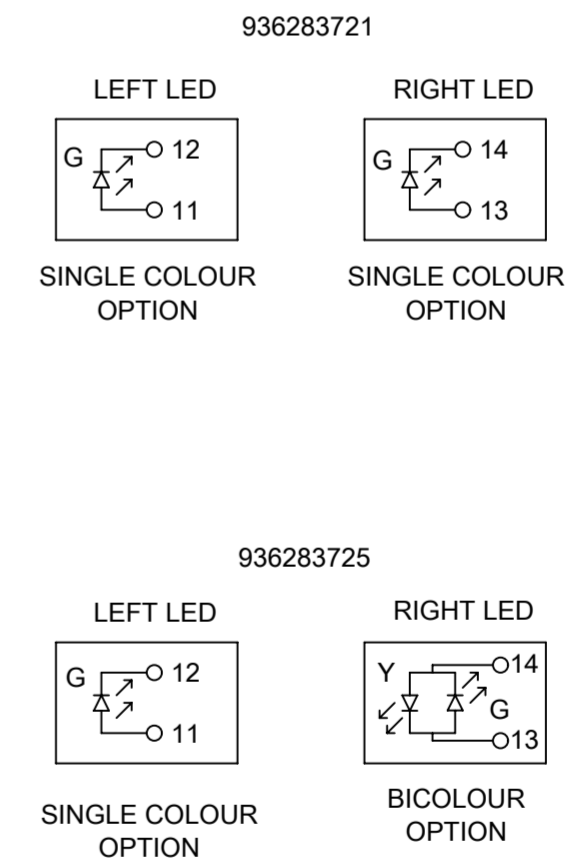 936283721
LEFT LED
RIGHT LED
G
12
11
G
14
13
SINGLE COLOUR
OPTION
SINGLE COLOUR
OPTION
936283725
LEFT LED
RIGHT LED
G
12
11
Y
14
G
13
SINGLE COLOUR
OPTION
BICOLOUR
OPTION